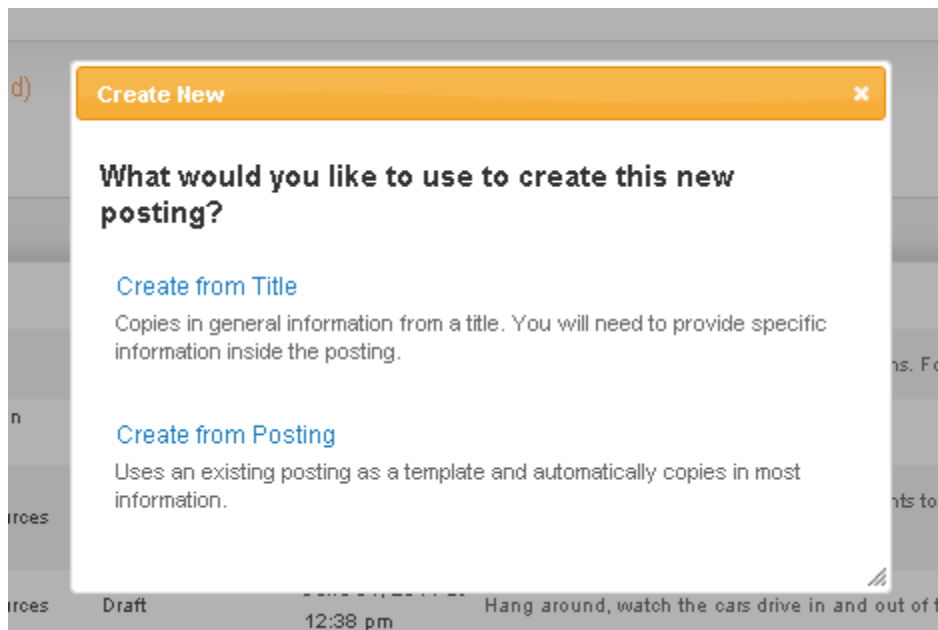 d)
Create New
What would you like to use to create this new
posting?
Create from Title
Copies in general information from a title. You will need to provide specific
information inside the posting.
ns. Fo
n
Create from Posting
Uses an existing posting as a template and automatically copies in most
information.
nts to
urces
urces Draft 12:38 pm Hang around, watch the cars drive in and out of t